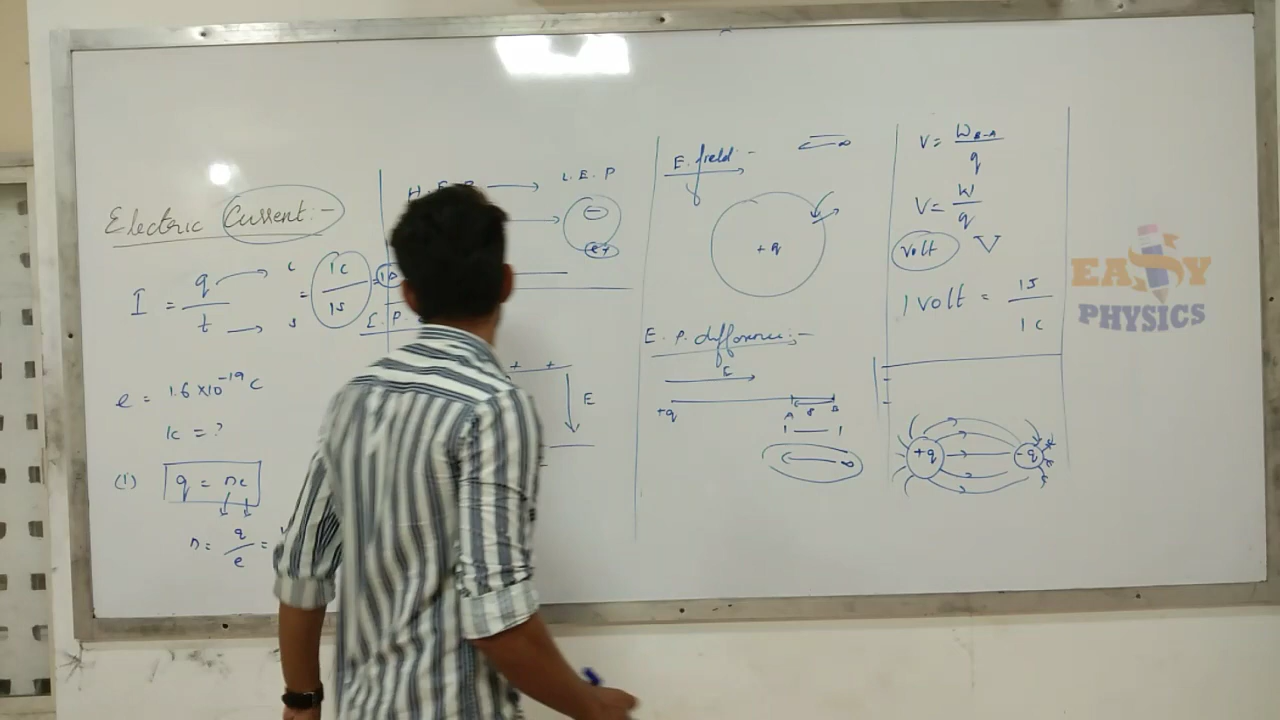 Electric Current:-
I = q/t → c → s = 1C/1S =
e = 1.6 × 10⁻¹⁹ C
1C = ?
(1) q = ne
n = q/e =
→ L.E.P
−
e+
+ +
E
E. field:-
← ∞
+q
E. P. difference:-
E
+q
A B
← ∞
V = W_B-A/q
V = W/q
Volt V
1 Volt = 1J/1C
+q -q
EASY
PHYSICS